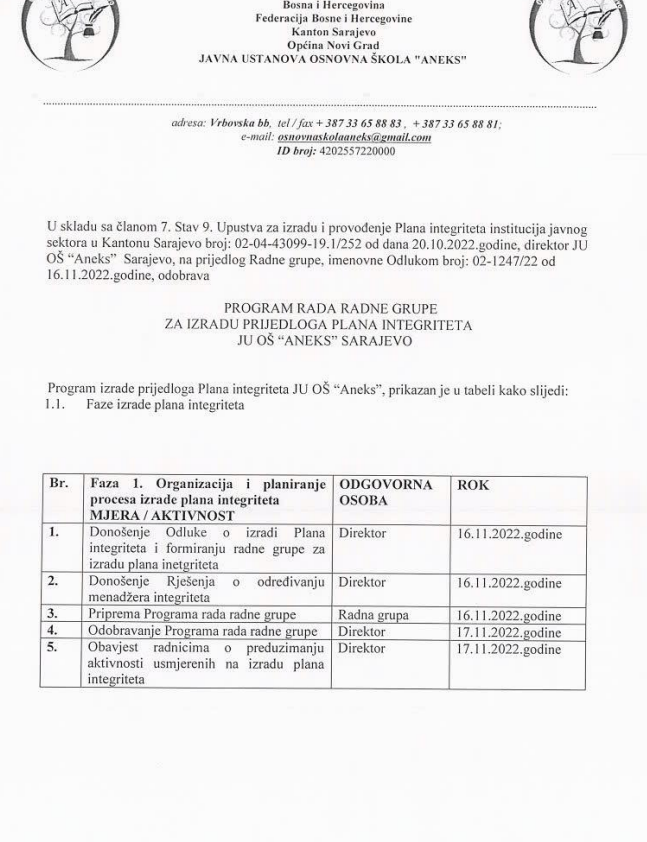 Bosna i Hercegovina
Federacija Bosne i Hercegovine
Kanton Sarajevo
Općina Novi Grad
JAVNA USTANOVA OSNOVNA ŠKOLA "ANEKS"
adresa: Vrbovska bb, tel / fax + 387 33 65 88 83 , + 387 33 65 88 81;
e-mail: osnovnaskolaaneks@gmail.com
ID broj: 4202557220000
U skladu sa članom 7. Stav 9. Upustva za izradu i provođenje Plana integriteta institucija javnog
sektora u Kantonu Sarajevo broj: 02-04-43099-19.1/252 od dana 20.10.2022.godine, direktor JU
OŠ “Aneks” Sarajevo, na prijedlog Radne grupe, imenovne Odlukom broj: 02-1247/22 od
16.11.2022.godine, odobrava
PROGRAM RADA RADNE GRUPE
ZA IZRADU PRIJEDLOGA PLANA INTEGRITETA
JU OŠ “ANEKS” SARAJEVO
Program izrade prijedloga Plana integriteta JU OŠ “Aneks”, prikazan je u tabeli kako slijedi:
1.1. Faze izrade plana integriteta
Br. Faza 1. Organizacija i planiranje ODGOVORNA ROK
procesa izrade plana integriteta OSOBA
MJERA / AKTIVNOST
1. Donošenje Odluke o izradi Plana Direktor 16.11.2022.godine
integriteta i formiranju radne grupe za
izradu plana inetgriteta
2. Donošenje Rješenja o određivanju Direktor 16.11.2022.godine
menadžera integriteta
3. Priprema Programa rada radne grupe Radna grupa 16.11.2022.godine
4. Odobravanje Programa rada radne grupe Direktor 17.11.2022.godine
5. Obavjest radnicima o preduzimanju Direktor 17.11.2022.godine
aktivnosti usmjerenih na izradu plana
integriteta